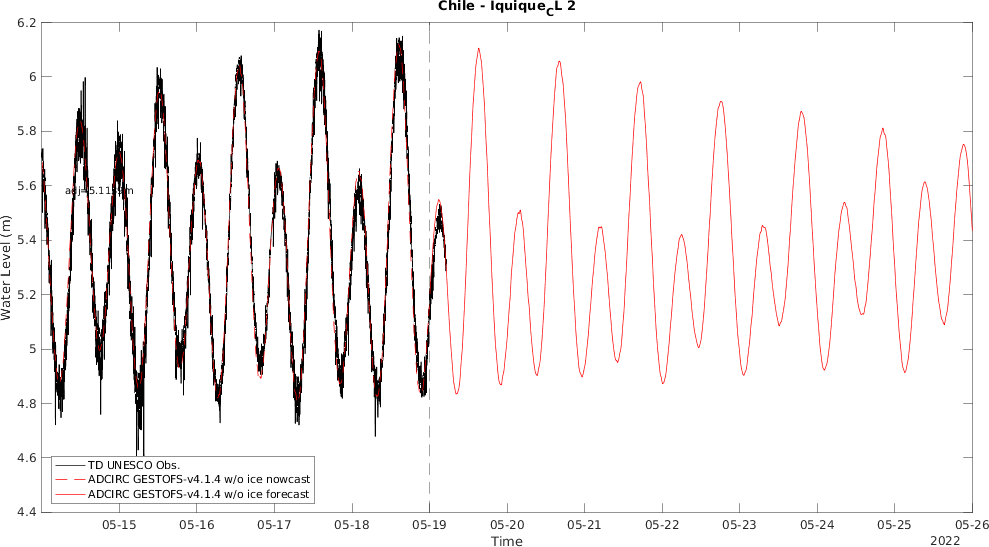 Chile - Iquique_CL 2
6.2
6
5.8
5.6
5.4
5.2
5
4.8
4.6
4.4
Water Level (m)
TD UNESCO Obs.
ADCIRC GESTOFS-v4.1.4 w/o ice nowcast
ADCIRC GESTOFS-v4.1.4 w/o ice forecast
05-15 05-16 05-17 05-18 05-19 05-20 05-21 05-22 05-23 05-24 05-25 05-26
Time
2022